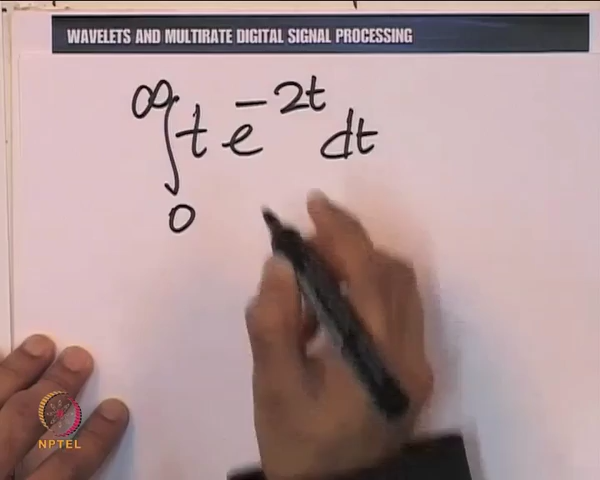 WAVELETS AND MULTIRATE DIGITAL SIGNAL PROCESSING
∫₀^∞ t e^{-2t} dt
NPTEL